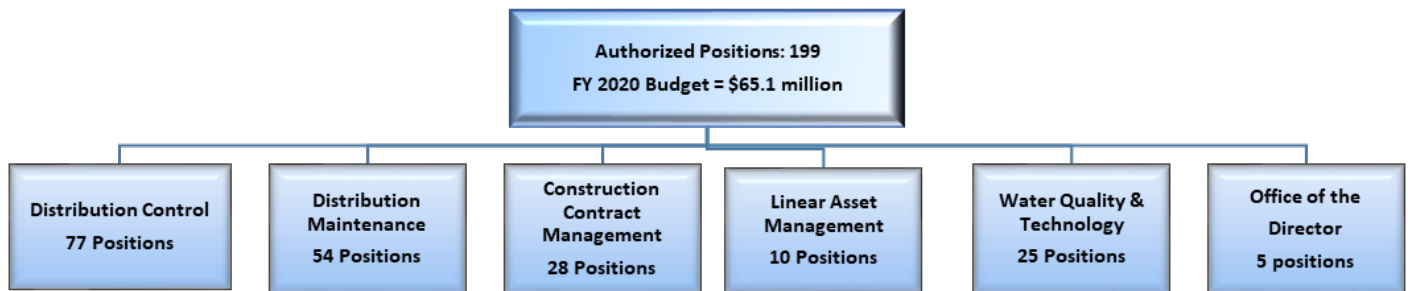 Authorized Positions: 199
FY 2020 Budget = $65.1 million
Distribution Control
77 Positions
Distribution
Maintenance
54 Positions
Construction
Contract
Management
28 Positions
Linear Asset
Management
10 Positions
Water Quality &
Technology
25 Positions
Office of the
Director
5 positions